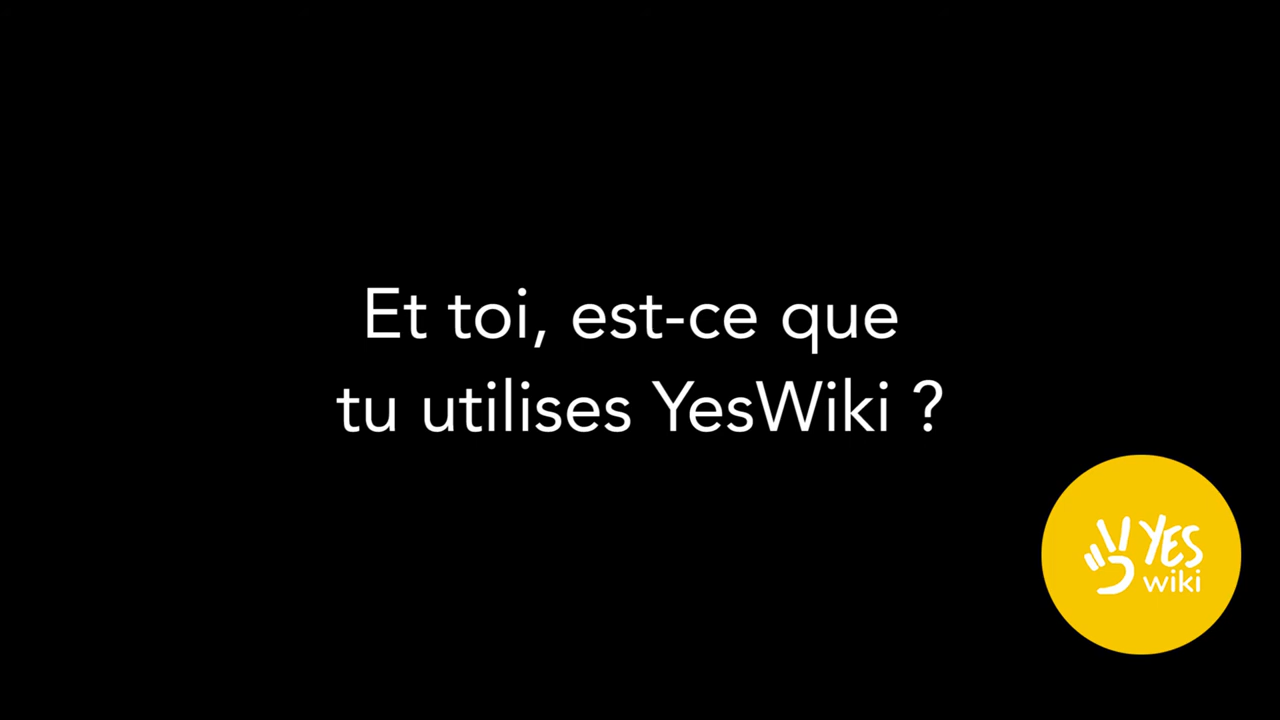 Et toi, est-ce que
tu utilises YesWiki ?
YES
wiki